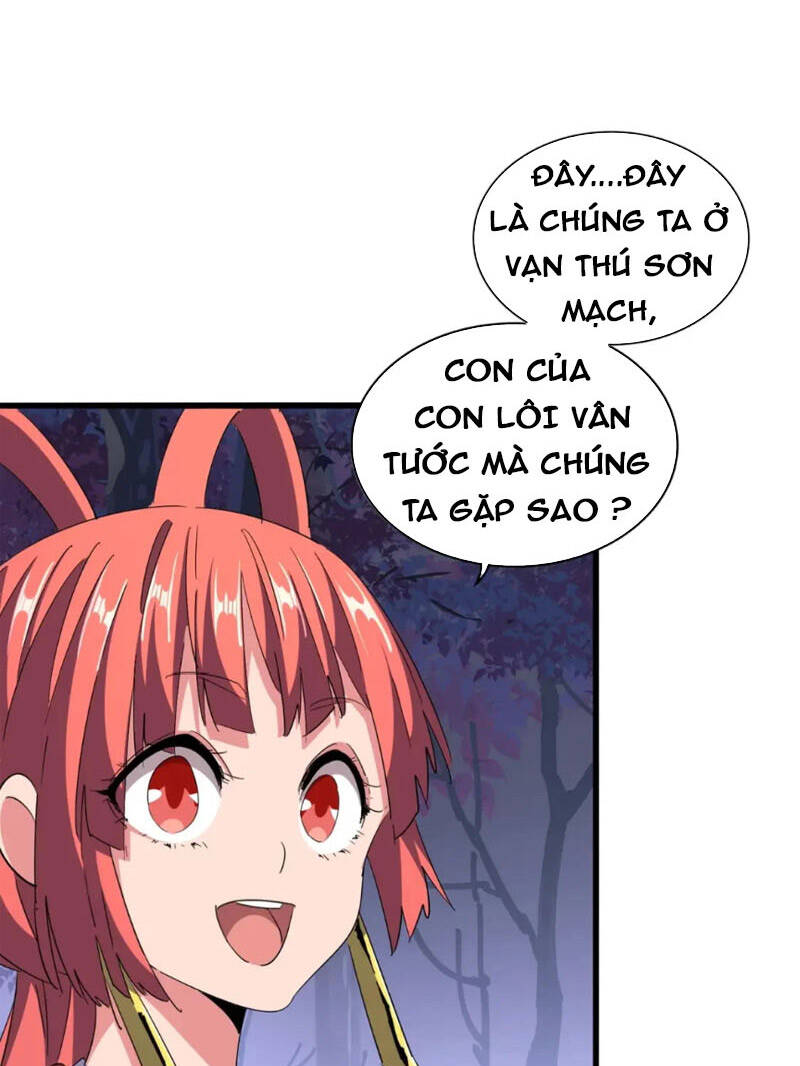 ĐÂY....ĐÂY
LÀ CHÚNG TA Ở
VẠN THÚ SƠN
MẠCH,
CON CỦA
CON LÔI VÂN
TƯỚC MÀ CHÚNG
TA GẶP SAO ?